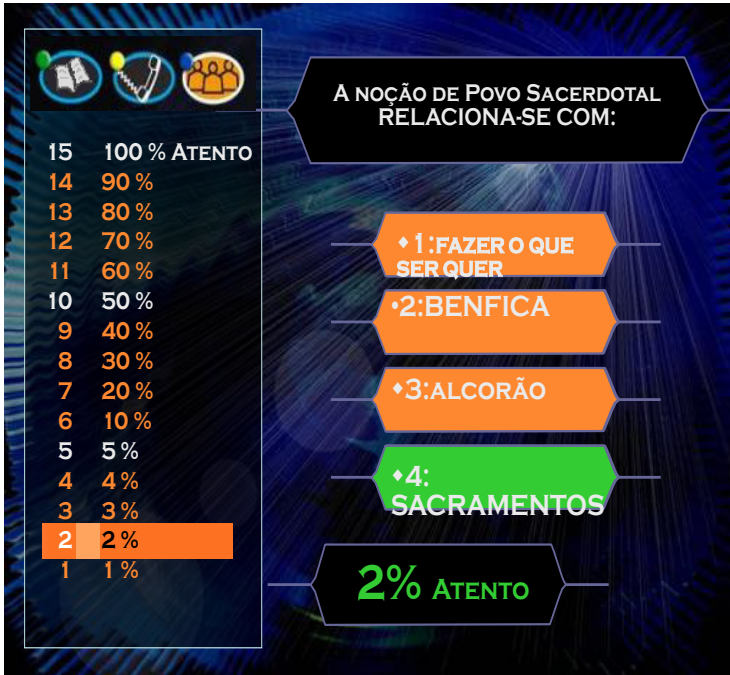 A NOÇÃO DE POVO SACERDOTAL
RELACIONA-SE COM:
15 100 % ATENTO
14 90 %
13 80 %
12 70 %
11 60 %
10 50 %
9 40 %
8 30 %
7 20 %
6 10 %
5 5 %
4 4 %
3 3 %
2 2 %
1 1 %
♦1:FAZER O QUE
SER QUER
•2:BENFICA
♦3:ALCORÃO
♦4:
SACRAMENTOS
2% ATENTO